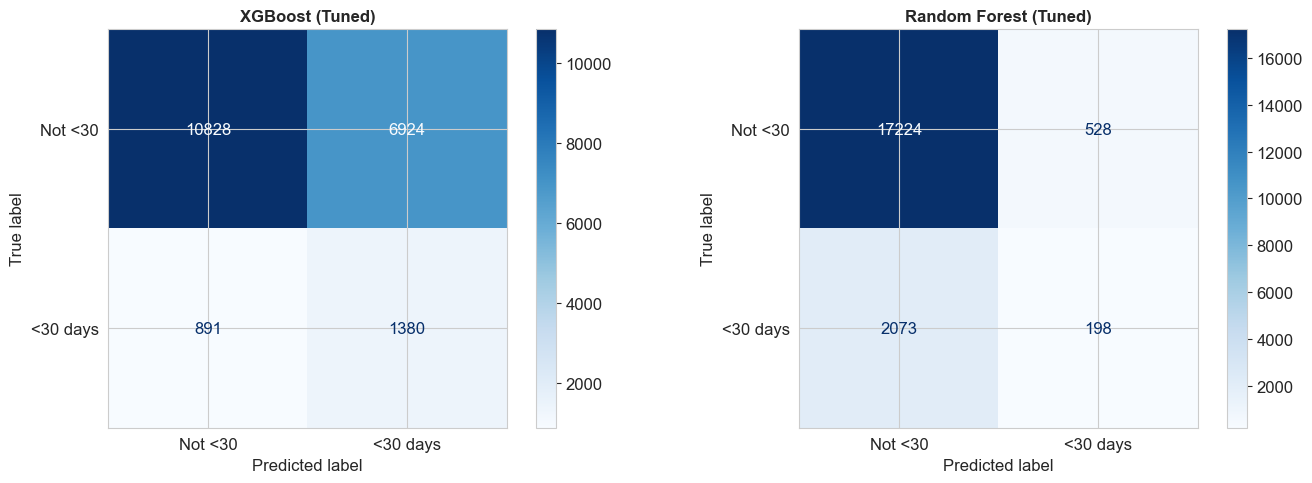 XGBoost (Tuned)
True label
Not <30
<30 days
10828
6924
891
1380
Not <30
<30 days
Predicted label
10000
8000
6000
4000
2000
Random Forest (Tuned)
True label
Not <30
<30 days
17224
528
2073
198
Not <30
<30 days
Predicted label
16000
14000
12000
10000
8000
6000
4000
2000